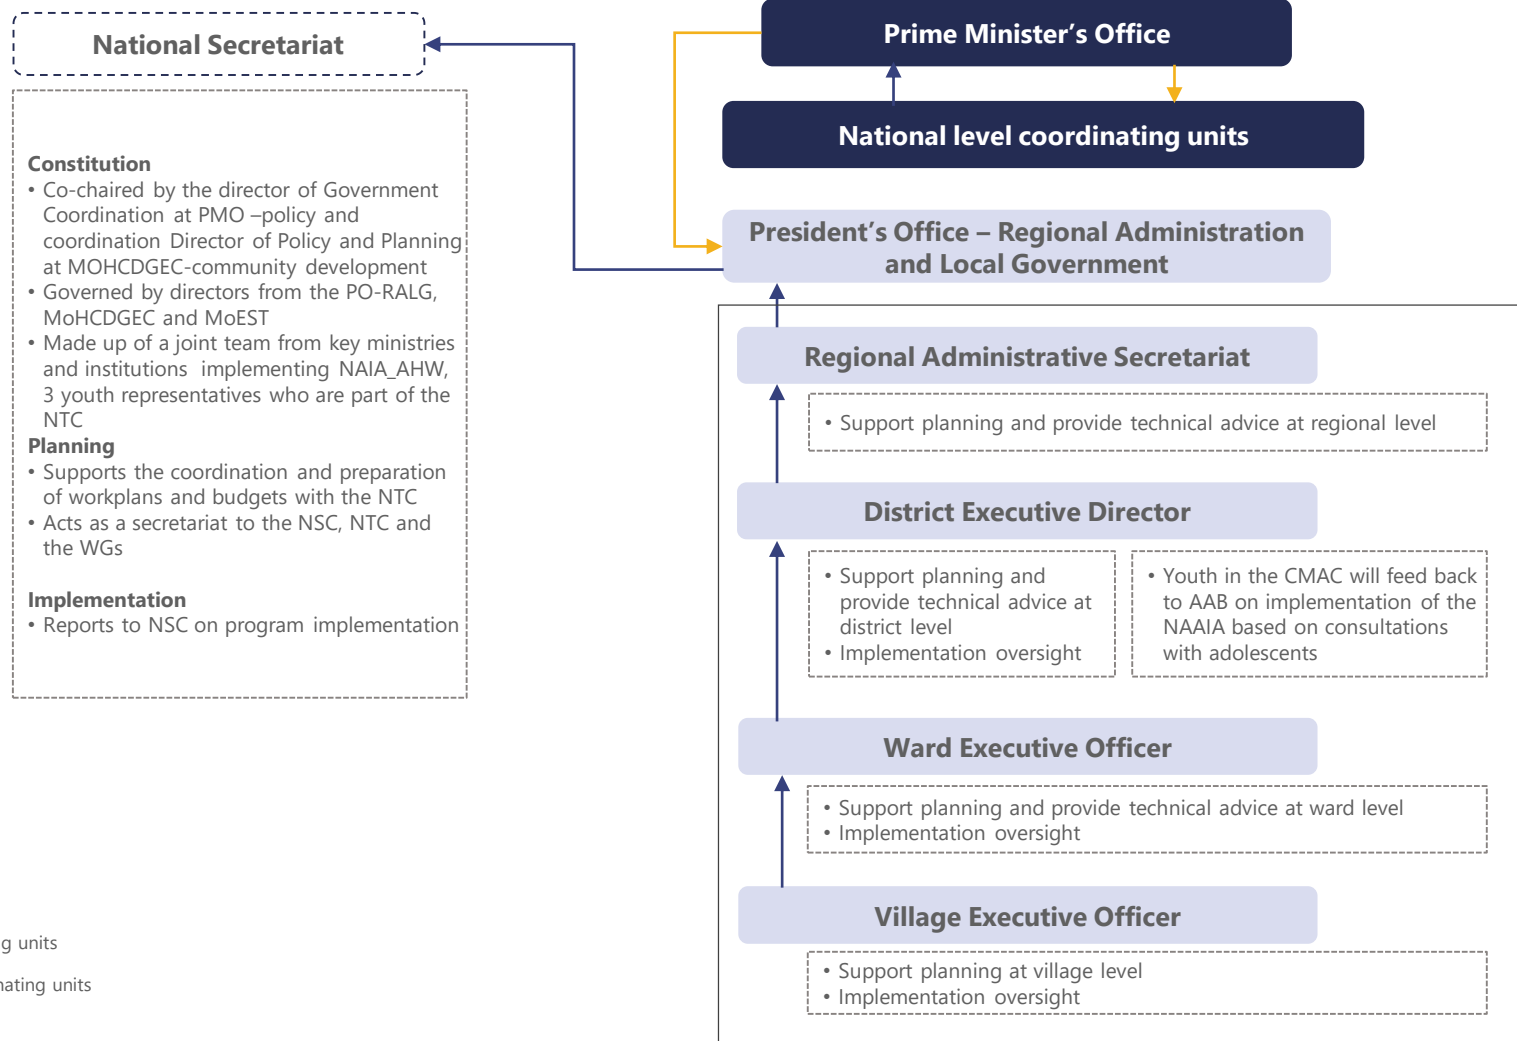 National Secretariat
Constitution
• Co-chaired by the director of Government
Coordination at PMO –policy and
coordination Director of Policy and Planning
at MOHCDGEC-community development
• Governed by directors from the PO-RALG,
MoHCDGEC and MoEST
• Made up of a joint team from key ministries
and institutions implementing NAIA_AHW,
3 youth representatives who are part of the
NTC
Planning
• Supports the coordination and preparation
of workplans and budgets with the NTC
• Acts as a secretariat to the NSC, NTC and
the WGs
Implementation
• Reports to NSC on program implementation
Prime Minister’s Office
National level coordinating units
President’s Office – Regional Administration
and Local Government
Regional Administrative Secretariat
• Support planning and provide technical advice at regional level
District Executive Director
• Support planning and
provide technical advice at
district level
• Implementation oversight
• Youth in the CMAC will feed back
to AAB on implementation of the
NAAIA based on consultations
with adolescents
Ward Executive Officer
• Support planning and provide technical advice at ward level
• Implementation oversight
Village Executive Officer
• Support planning at village level
• Implementation oversight
g units
nating units